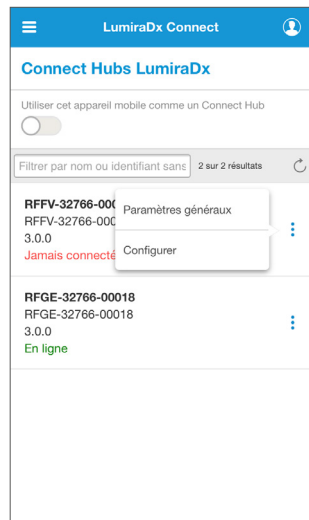 LumiraDx Connect
Connect Hubs LumiraDx
Utiliser cet appareil mobile comme un Connect Hub
Filtrer par nom ou identifiant sans 2 sur 2 résultats
RFFV-32766-000
RFFV-32766-000
3.0.0
Jamais connecté
Paramètres généraux
Configurer
RFGE-32766-00018
RFGE-32766-00018
3.0.0
En ligne